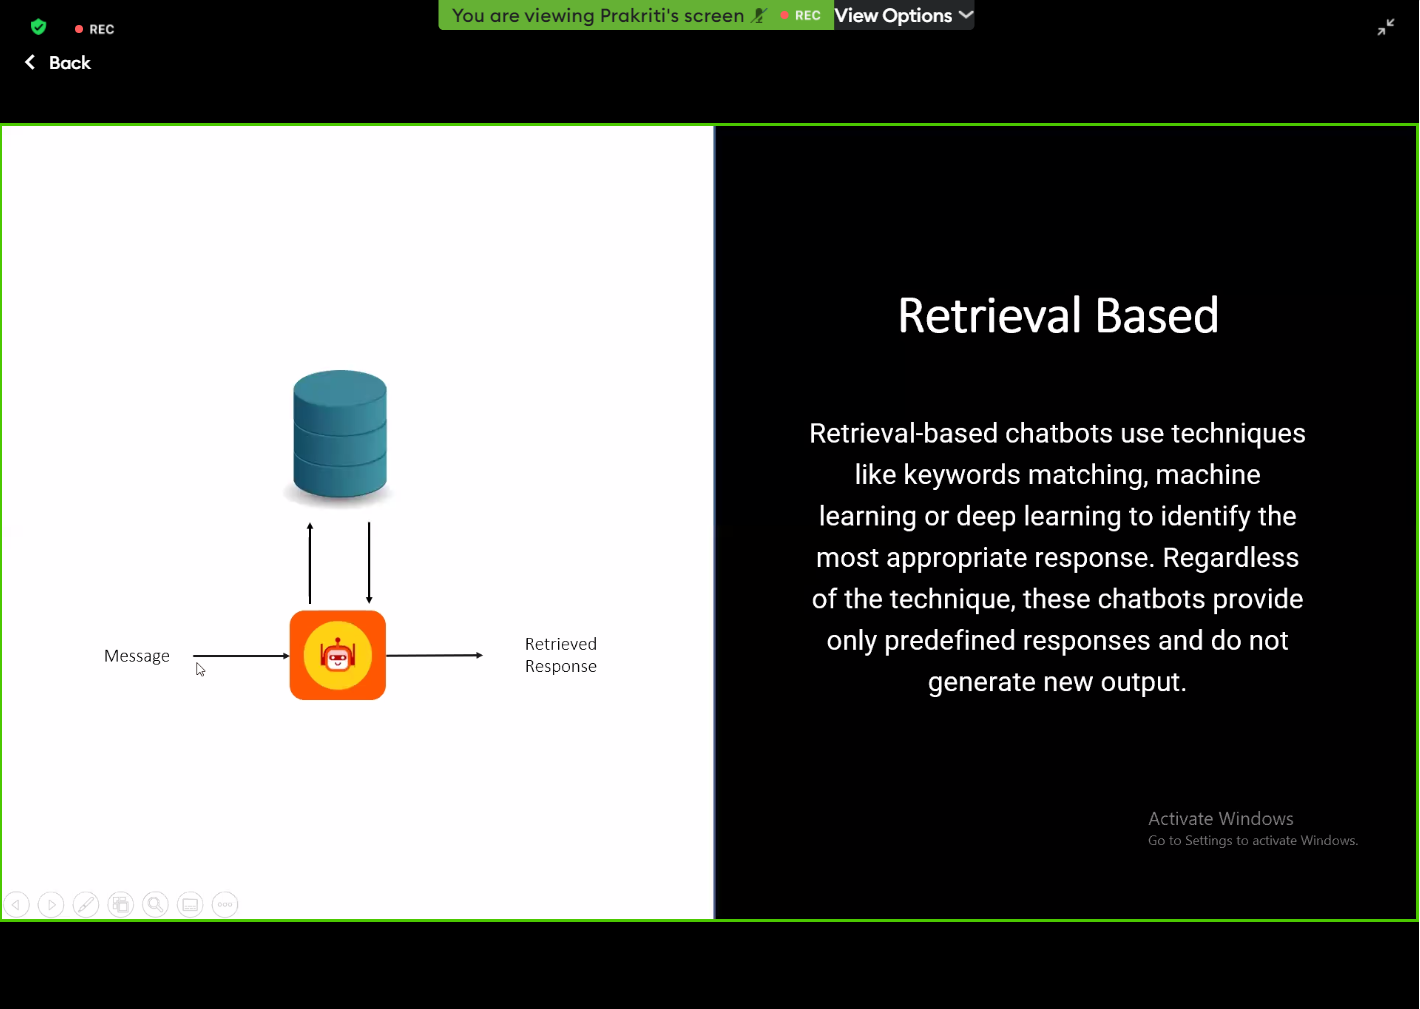 You are viewing Prakriti's screen REC View Options
REC
Back
Message
Retrieved
Response
Retrieval Based
Retrieval-based chatbots use techniques
like keywords matching, machine
learning or deep learning to identify the
most appropriate response. Regardless
of the technique, these chatbots provide
only predefined responses and do not
generate new output.
Activate Windows
Go to Settings to activate Windows.